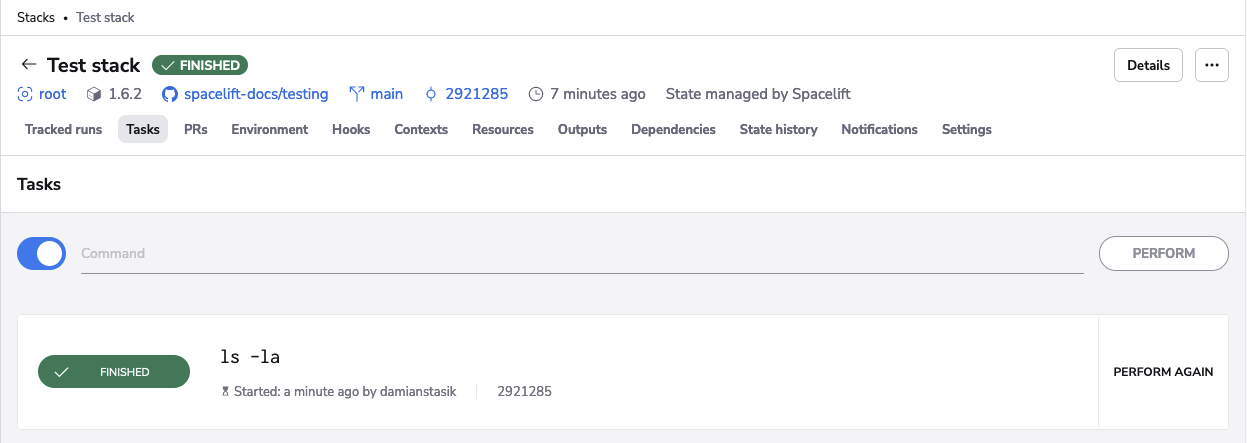 Stacks • Test stack
Test stack FINISHED Details
root 1.6.2 spacelift-docs/testing main 2921285 7 minutes ago State managed by Spacelift
Tracked runs Tasks PRs Environment Hooks Contexts Resources Outputs Dependencies State history Notifications Settings
Tasks
Command PERFORM
ls -la
FINISHED PERFORM AGAIN
Started: a minute ago by damianstasik 2921285